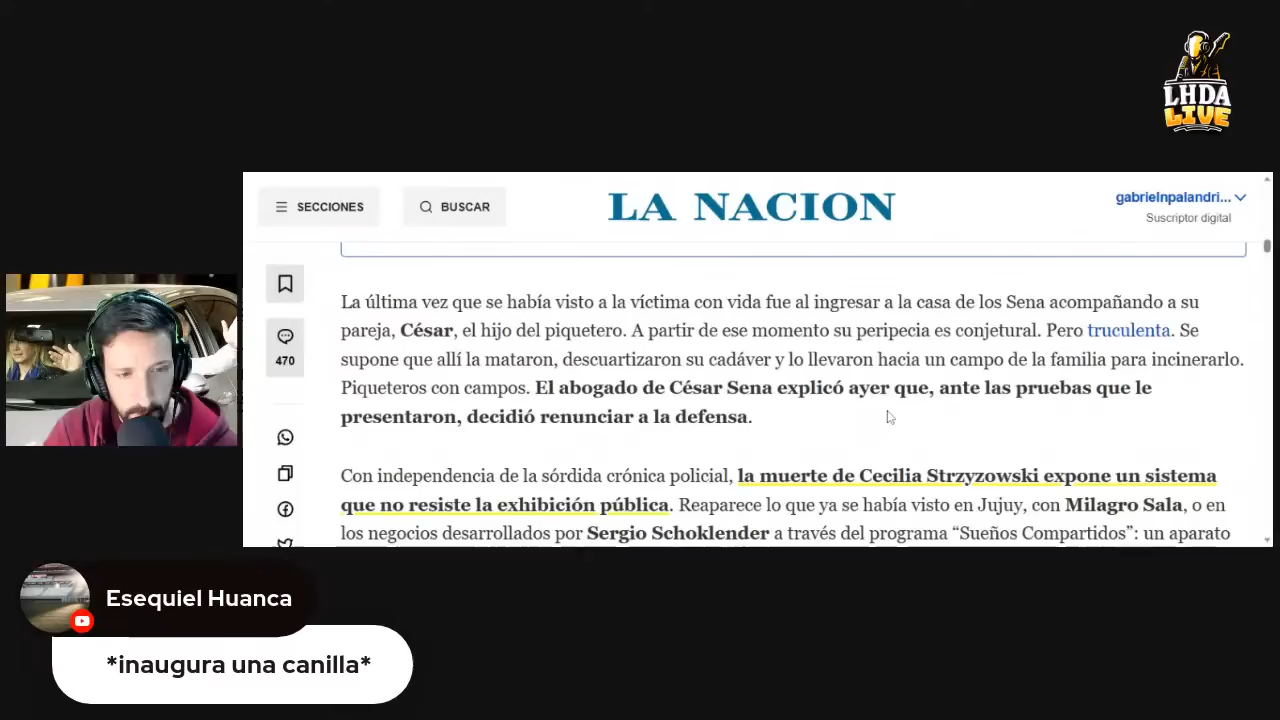 LHDA
LIVE
SECCIONES
BUSCAR
LA NACION
gabrielnpalandri...
Suscriptor digital
470
La última vez que se había visto a la víctima con vida fue al ingresar a la casa de los Sena acompañando a su
pareja, César, el hijo del piquetero. A partir de ese momento su peripecia es conjetural. Pero truculenta. Se
supone que allí la mataron, descuartizaron su cadáver y lo llevaron hacia un campo de la familia para incinerarlo.
Piqueteros con campos. El abogado de César Sena explicó ayer que, ante las pruebas que le
presentaron, decidió renunciar a la defensa.
Con independencia de la sórdida crónica policial, la muerte de Cecilia Strzyzowski expone un sistema
que no resiste la exhibición pública. Reaparece lo que ya se había visto en Jujuy, con Milagro Sala, o en
los negocios desarrollados por Sergio Schoklender a través del programa “Sueños Compartidos”: un aparato
Esequiel Huanca
*inaugura una canilla*